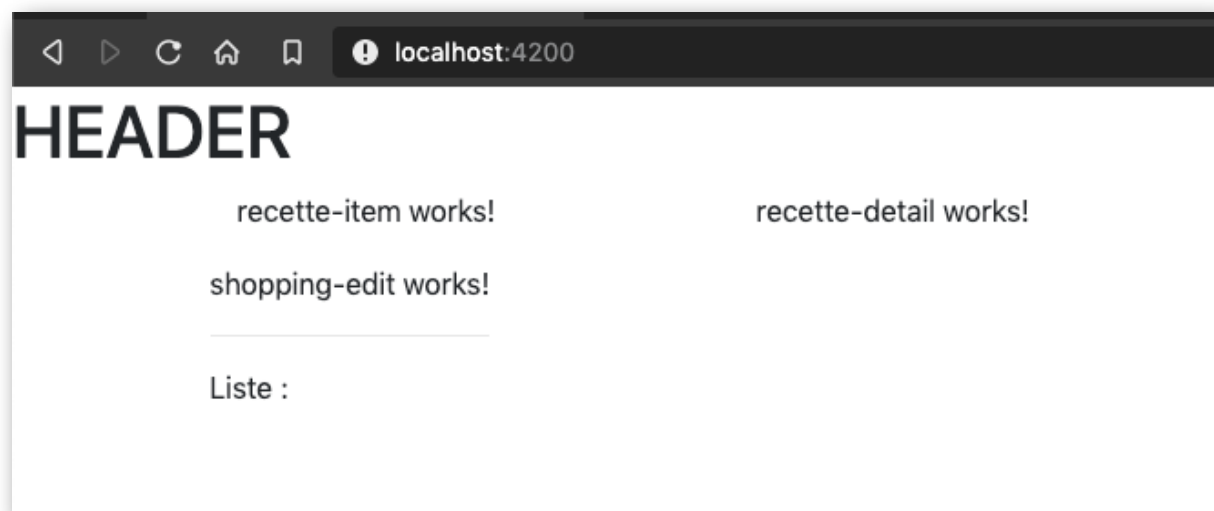 localhost:4200
HEADER
recette-item works! recette-detail works!
shopping-edit works!
Liste :